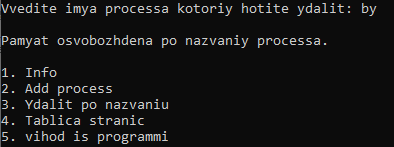 Vvedite imya processa kotoriy hotite ydalit: by
Pamyat osvobozhdena po nazvaniy processa.
1. Info
2. Add process
3. Ydalit po nazvaniu
4. Tablica stranic
5. vihod is programmi